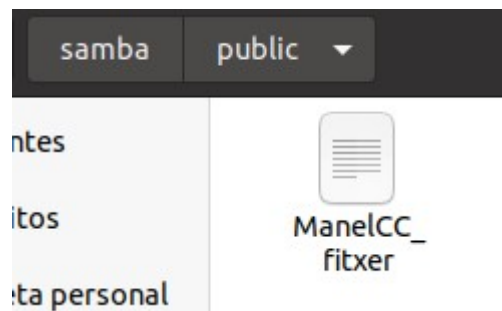 samba public
ntes
itos
eta personal
ManelCC_
fitxer